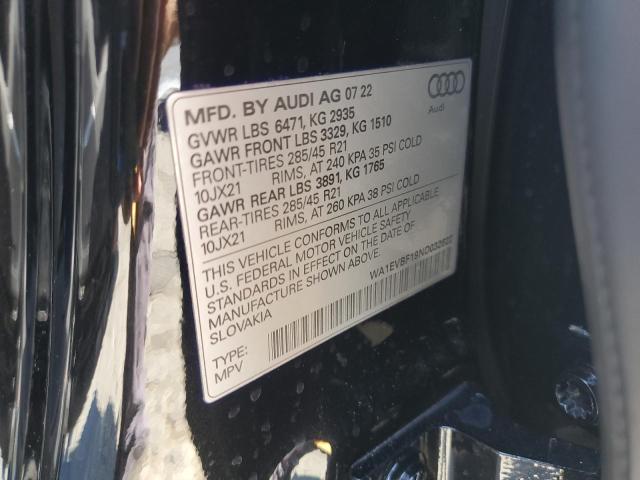 MFD. BY AUDI AG 07 22
Audi
GVWR LBS 6471, KG 2935
GAWR FRONT LBS 3329, KG 1510
FRONT-TIRES 285/45 R21
10JX21 RIMS, AT 240 KPA 35 PSI COLD
GAWR REAR LBS 3891, KG 1765
REAR-TIRES 285/45 R21
10JX21 RIMS, AT 260 KPA 38 PSI COLD
THIS VEHICLE CONFORMS TO ALL APPLICABLE
U.S. FEDERAL MOTOR VEHICLE SAFETY
STANDARDS IN EFFECT ON THE DATE OF
MANUFACTURE SHOWN ABOVE.
SLOVAKIA
TYPE:
MPV